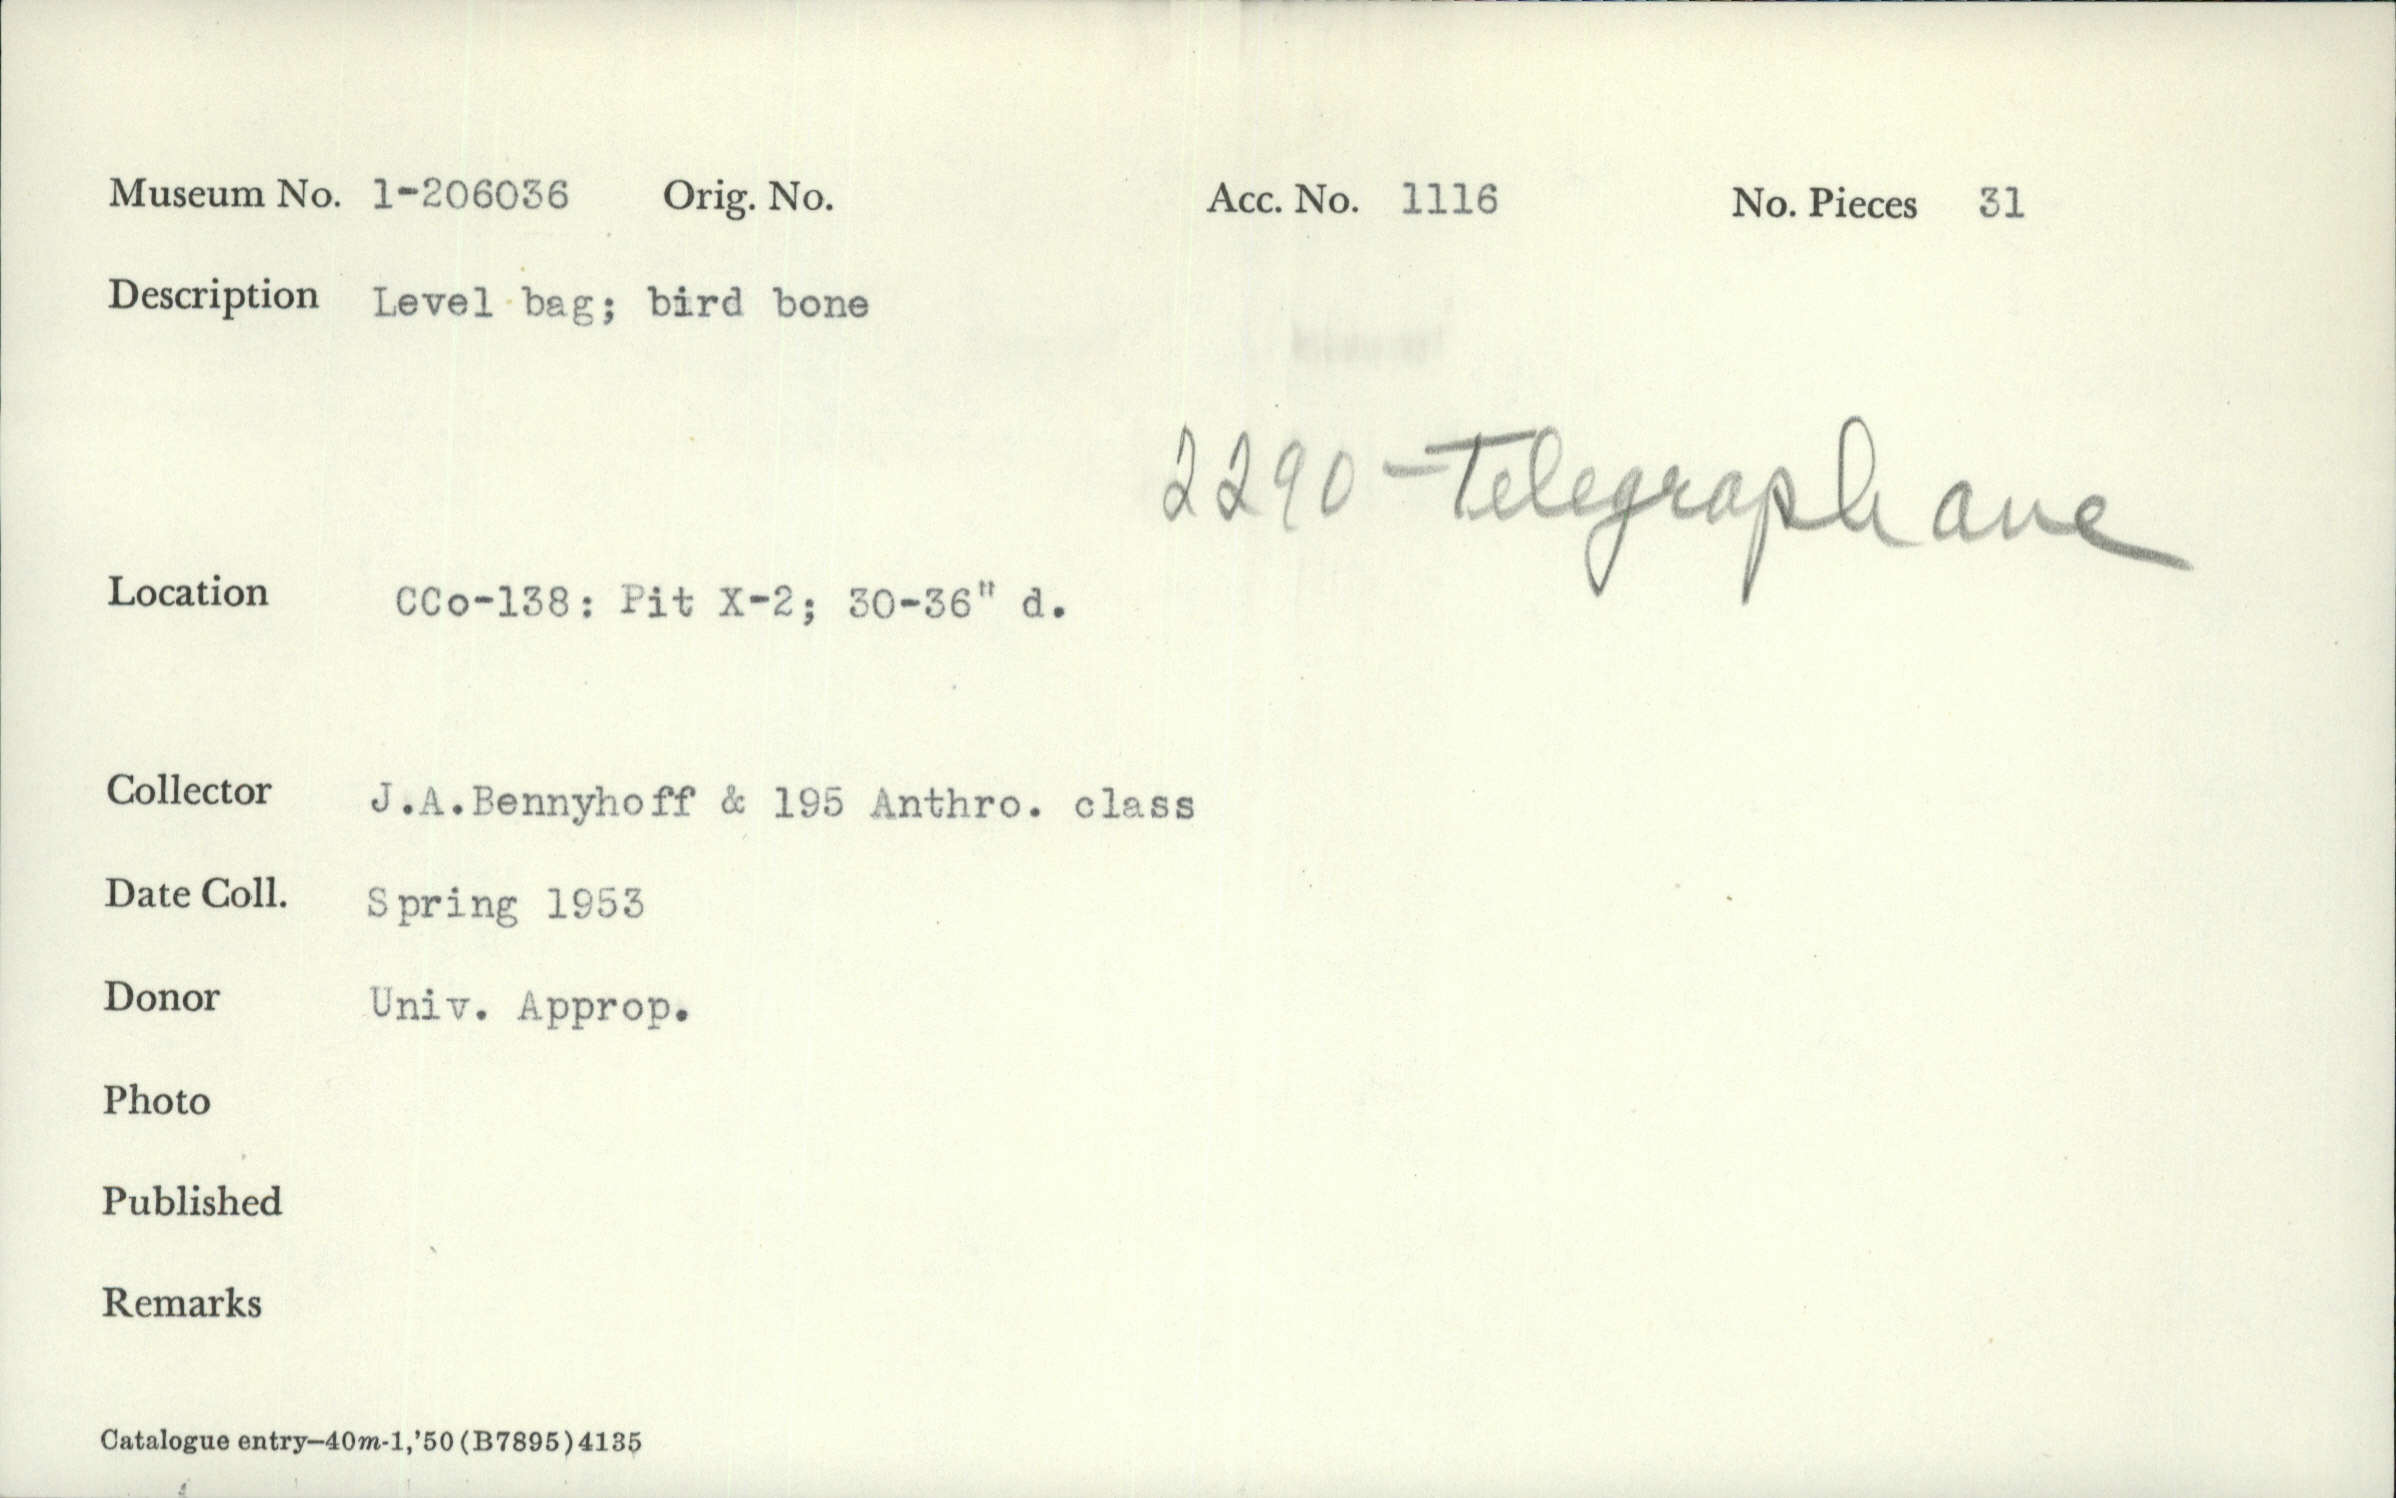 Museum No. 1-206036 Orig. No. Acc. No. 1116 No. Pieces 31
Description Level bag; bird bone
2290-Telegraph ave
Location CCo-138: Pit X-2; 30-36" d.
Collector J.A.Bennyhoff & 195 Anthro. class
Date Coll. Spring 1953
Donor Univ. Approp.
Photo
Published
Remarks
Catalogue entry—40m-1,'50(B7895)4135